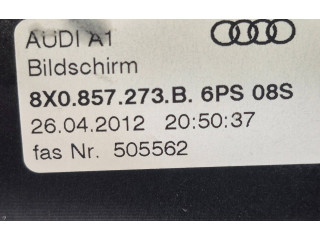 AUDI A1
Bildschirm
8X0.857.273.B. 6PS 08S
26.04.2012 20:50:37
fas Nr. 505562